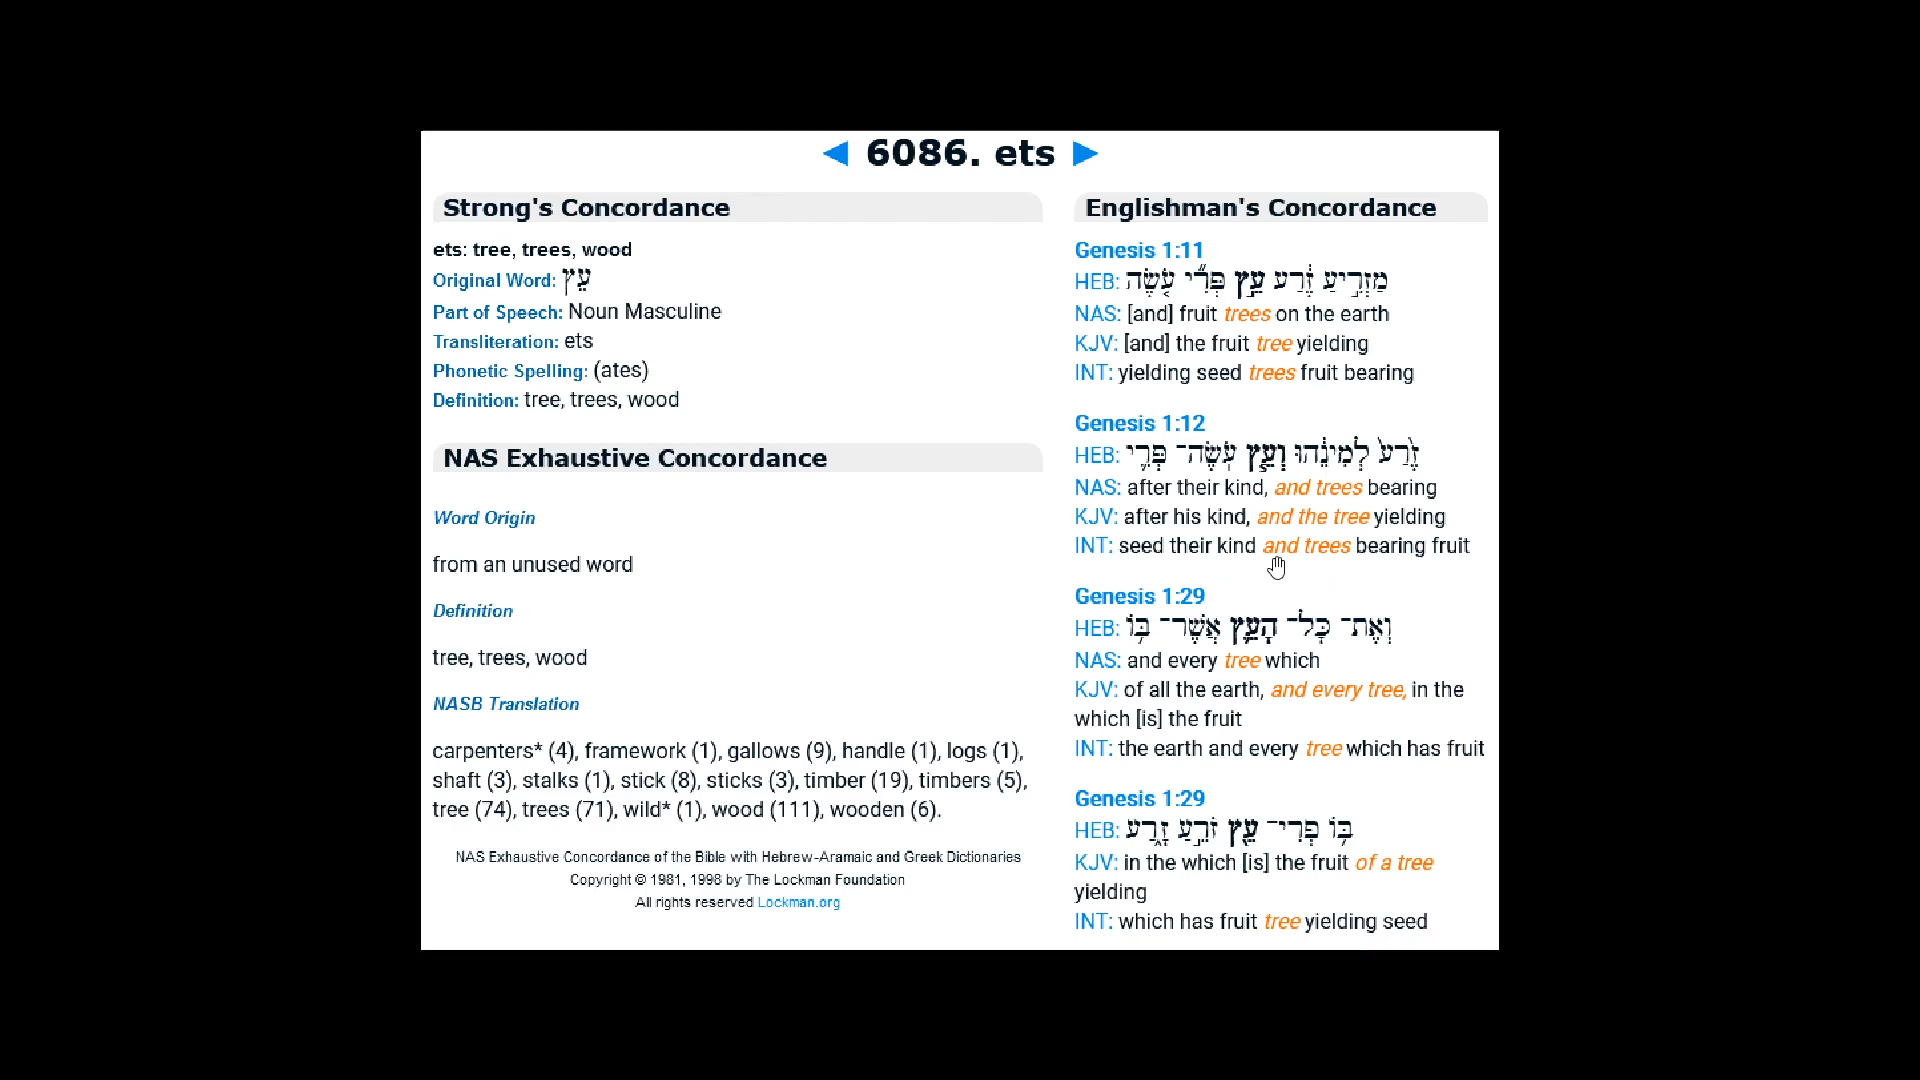 ◀ 6086. ets ▶
Strong's Concordance
ets: tree, trees, wood
Original Word: עֵץ
Part of Speech: Noun Masculine
Transliteration: ets
Phonetic Spelling: (ates)
Definition: tree, trees, wood
NAS Exhaustive Concordance
Word Origin
from an unused word
Definition
tree, trees, wood
NASB Translation
carpenters* (4), framework (1), gallows (9), handle (1), logs (1),
shaft (3), stalks (1), stick (8), sticks (3), timber (19), timbers (5),
tree (74), trees (71), wild* (1), wood (111), wooden (6).
NAS Exhaustive Concordance of the Bible with Hebrew-Aramaic and Greek Dictionaries
Copyright © 1981, 1998 by The Lockman Foundation
All rights reserved Lockman.org
Englishman's Concordance
Genesis 1:11
HEB: מַזְרִ֣יעַ זֶ֔רַע עֵ֣ץ פְּרִ֞י עֹ֤שֶׂה
NAS: [and] fruit trees on the earth
KJV: [and] the fruit tree yielding
INT: yielding seed trees fruit bearing
Genesis 1:12
HEB: זֶ֙רַע֙ לְמִינֵ֔הוּ וְעֵ֧ץ עֹֽשֶׂה־ פְּרִ֛י
NAS: after their kind, and trees bearing
KJV: after his kind, and the tree yielding
INT: seed their kind and trees bearing fruit
Genesis 1:29
HEB: וְאֶת־ כָּל־ הָעֵ֛ץ אֲשֶׁר־ בּ֥וֹ
NAS: and every tree which
KJV: of all the earth, and every tree, in the
which [is] the fruit
INT: the earth and every tree which has fruit
Genesis 1:29
HEB: בּ֥וֹ פְרִי־ עֵ֖ץ זֹרֵ֣עַ זָ֑רַע
KJV: in the which [is] the fruit of a tree
yielding
INT: which has fruit tree yielding seed